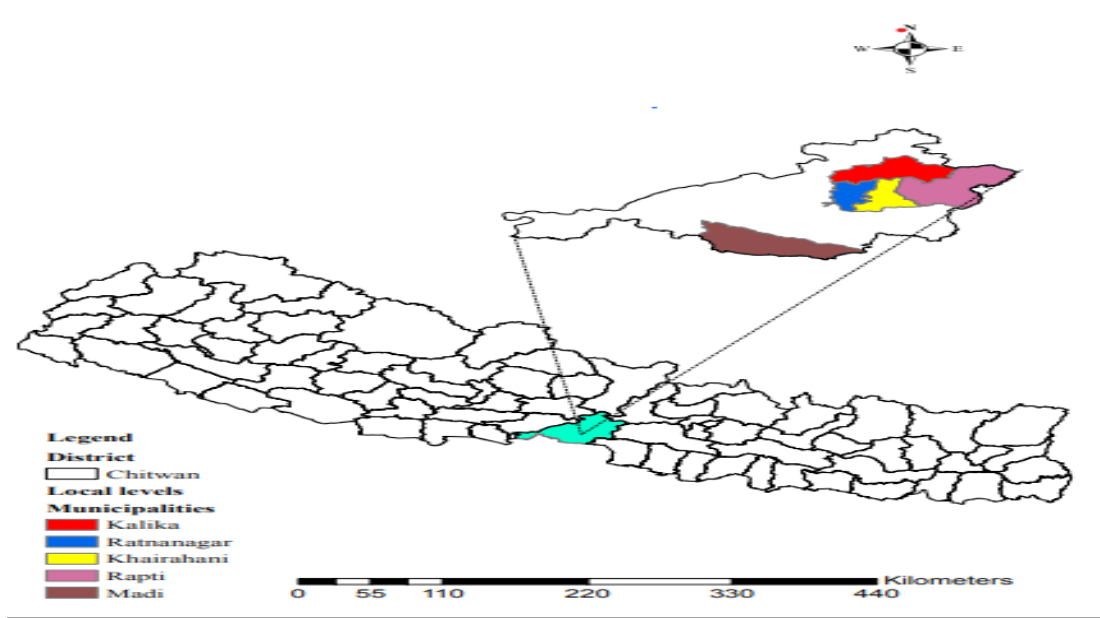 N
W E
S
Legend
District
Chitwan
Local levels
Municipalities
Kalika
Ratnanagar
Khairahani
Rapti
Madi
Kilometers
0 55 110 220 330 440